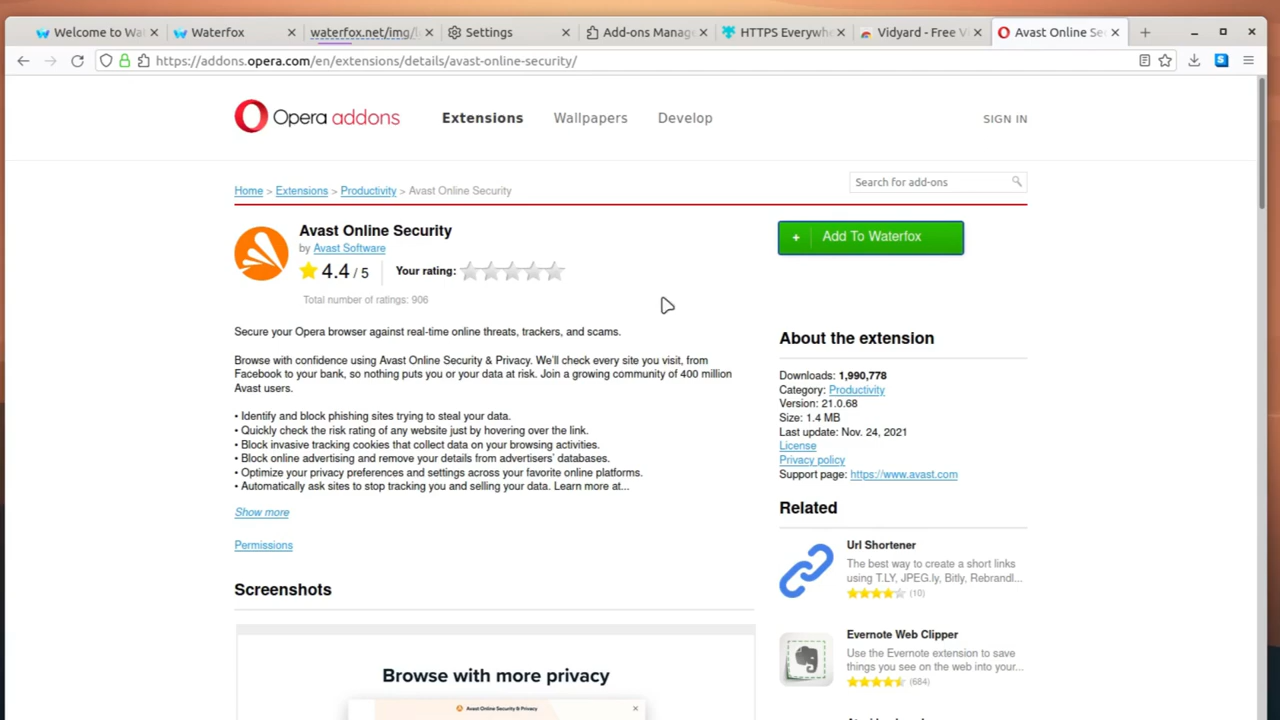 Welcome to Wat
Waterfox
waterfox.net/img/l
Settings
Add-ons Manag
HTTPS Everywhe
Vidyard - Free V
Avast Online Sec
https://addons.opera.com/en/extensions/details/avast-online-security/
Opera addons
Extensions
Wallpapers
Develop
SIGN IN
Home > Extensions > Productivity > Avast Online Security
Search for add-ons
Avast Online Security
by Avast Software
4.4 / 5
Your rating:
Total number of ratings: 906
+ Add To Waterfox
Secure your Opera browser against real-time online threats, trackers, and scams.
Browse with confidence using Avast Online Security & Privacy. We'll check every site you visit, from
Facebook to your bank, so nothing puts you or your data at risk. Join a growing community of 400 million
Avast users.
• Identify and block phishing sites trying to steal your data.
• Quickly check the risk rating of any website just by hovering over the link.
• Block invasive tracking cookies that collect data on your browsing activities.
• Block online advertising and remove your details from advertisers' databases.
• Optimize your privacy preferences and settings across your favorite online platforms.
• Automatically ask sites to stop tracking you and selling your data. Learn more at...
Show more
Permissions
Screenshots
Browse with more privacy
Avast Online Security & Privacy
About the extension
Downloads: 1,990,778
Category: Productivity
Version: 21.0.68
Size: 1.4 MB
Last update: Nov. 24, 2021
License
Privacy policy
Support page: https://www.avast.com
Related
Url Shortener
The best way to create a short links
using T.LY, JPEG.ly, Bitly, Rebrandl...
(10)
Evernote Web Clipper
Use the Evernote extension to save
things you see on the web into your...
(684)